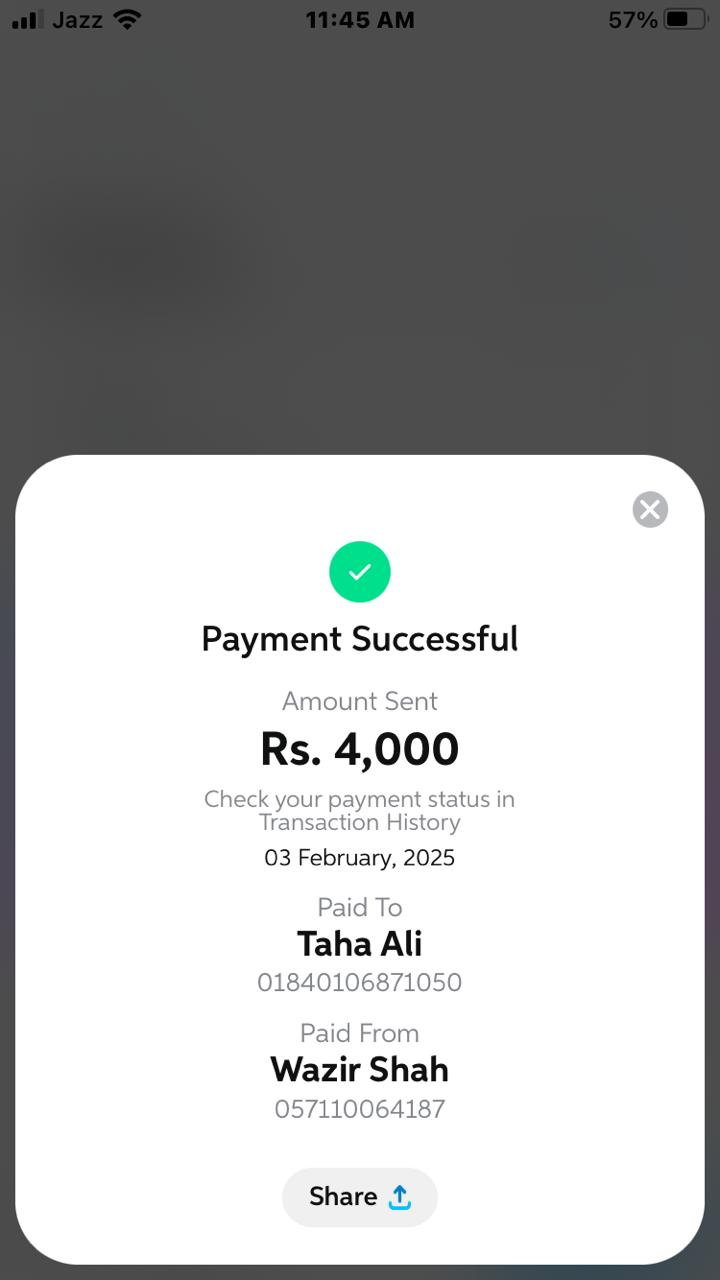 Jazz 11:45 AM 57%
Payment Successful
Amount Sent
Rs. 4,000
Check your payment status in
Transaction History
03 February, 2025
Paid To
Taha Ali
01840106871050
Paid From
Wazir Shah
057110064187
Share